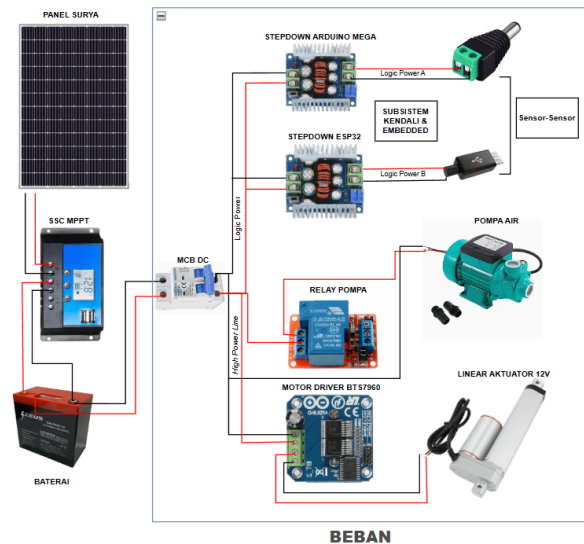 PANEL SURYA
STEPDOWN ARDUINO MEGA
Logic Power A
SUBSISTEM
KENDALI &
EMBEDDED
Sensor-Sensor
STEPDOWN ESP32
Logic Power B
SSC MPPT
MCB DC
Logic Power
POMPA AIR
RELAY POMPA
High Power Line
MOTOR DRIVER BTS7960
LINEAR AKTUATOR 12V
BATERAI
BEBAN